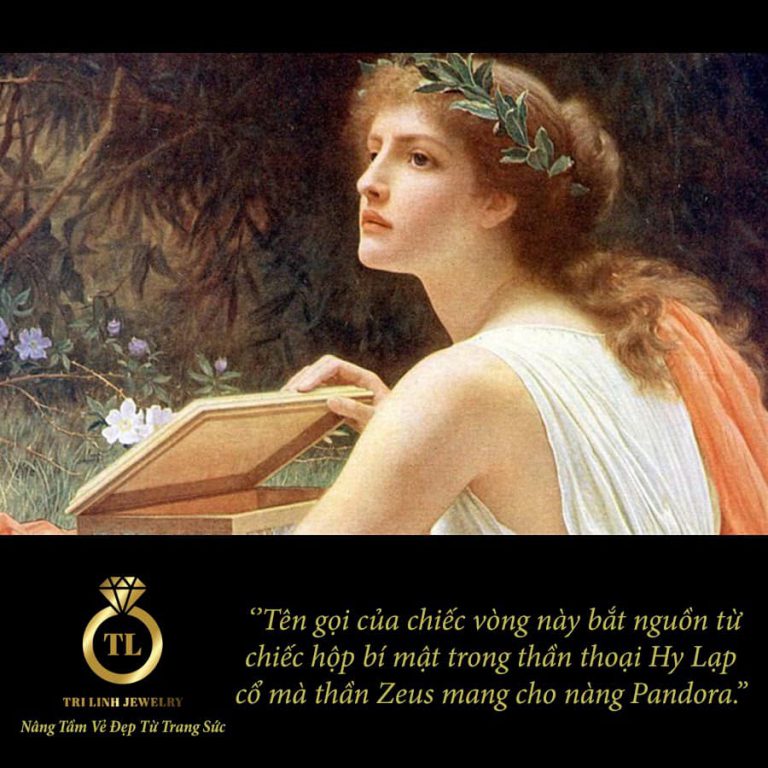 TL
TRI LINH JEWELRY
Nâng Tầm Vẻ Đẹp Từ Trang Sức
“Tên gọi của chiếc vòng này bắt nguồn từ
chiếc hộp bí mật trong thần thoại Hy Lạp
cổ mà thần Zeus mang cho nàng Pandora.”